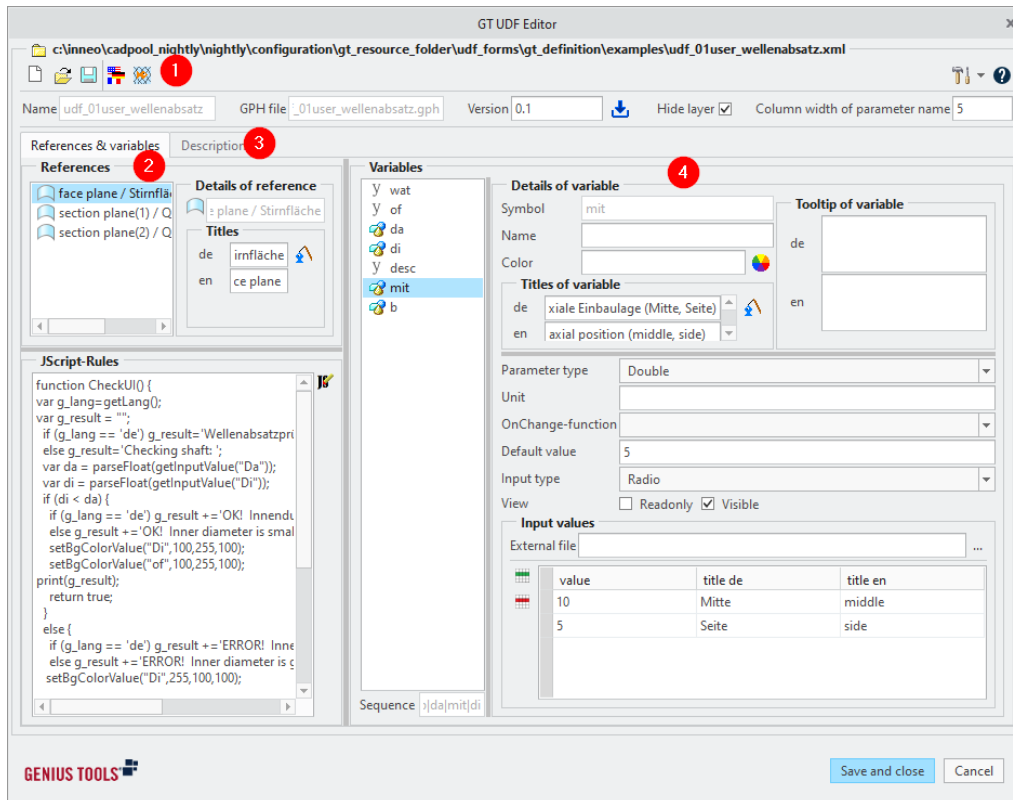 GT UDF Editor
c:\inneo\cadpool_nightly\nightly\configuration\gt_resource_folder\udf_forms\gt_definition\examples\udf_01user_wellenabsatz.xml
1
Name udf_01user_wellenabsatz GPH file _01user_wellenabsatz.gph Version 0.1 Hide layer Column width of parameter name 5
References & variables Description 3
References 2
face plane / Stirnflä
section plane(1) / Q
section plane(2) / Q
Details of reference
plane / Stirnfläche
Titles
de irnfläche
en ce plane
JScript-Rules
function CheckUI() {
var g_lang=getLang();
var g_result = "";
if (g_lang == 'de') g_result='Wellenabsatzprü
else g_result='Checking shaft: ';
var da = parseFloat(getInputValue("Da"));
var di = parseFloat(getInputValue("Di"));
if (di < da) {
if (g_lang == 'de') g_result +='OK! Innendu
else g_result +='OK! Inner diameter is smal
setBgColorValue("Di",100,255,100);
setBgColorValue("of",100,255,100);
print(g_result);
return true;
}
else {
if (g_lang == 'de') g_result +='ERROR! Inne
else g_result +='ERROR! Inner diameter is g
setBgColorValue("Di",255,100,100);
Variables
y wat
y of
da
di
y desc
mit
b
Sequence |da|mit|di
4
Details of variable
Symbol mit
Name
Color
Titles of variable
de xiale Einbaulage (Mitte, Seite)
en axial position (middle, side)
Tooltip of variable
de
en
Parameter type Double
Unit
OnChange-function
Default value 5
Input type Radio
View Readonly Visible
Input values
External file ...
value title de title en
10 Mitte middle
5 Seite side
GENIUS TOOLS
Save and close Cancel